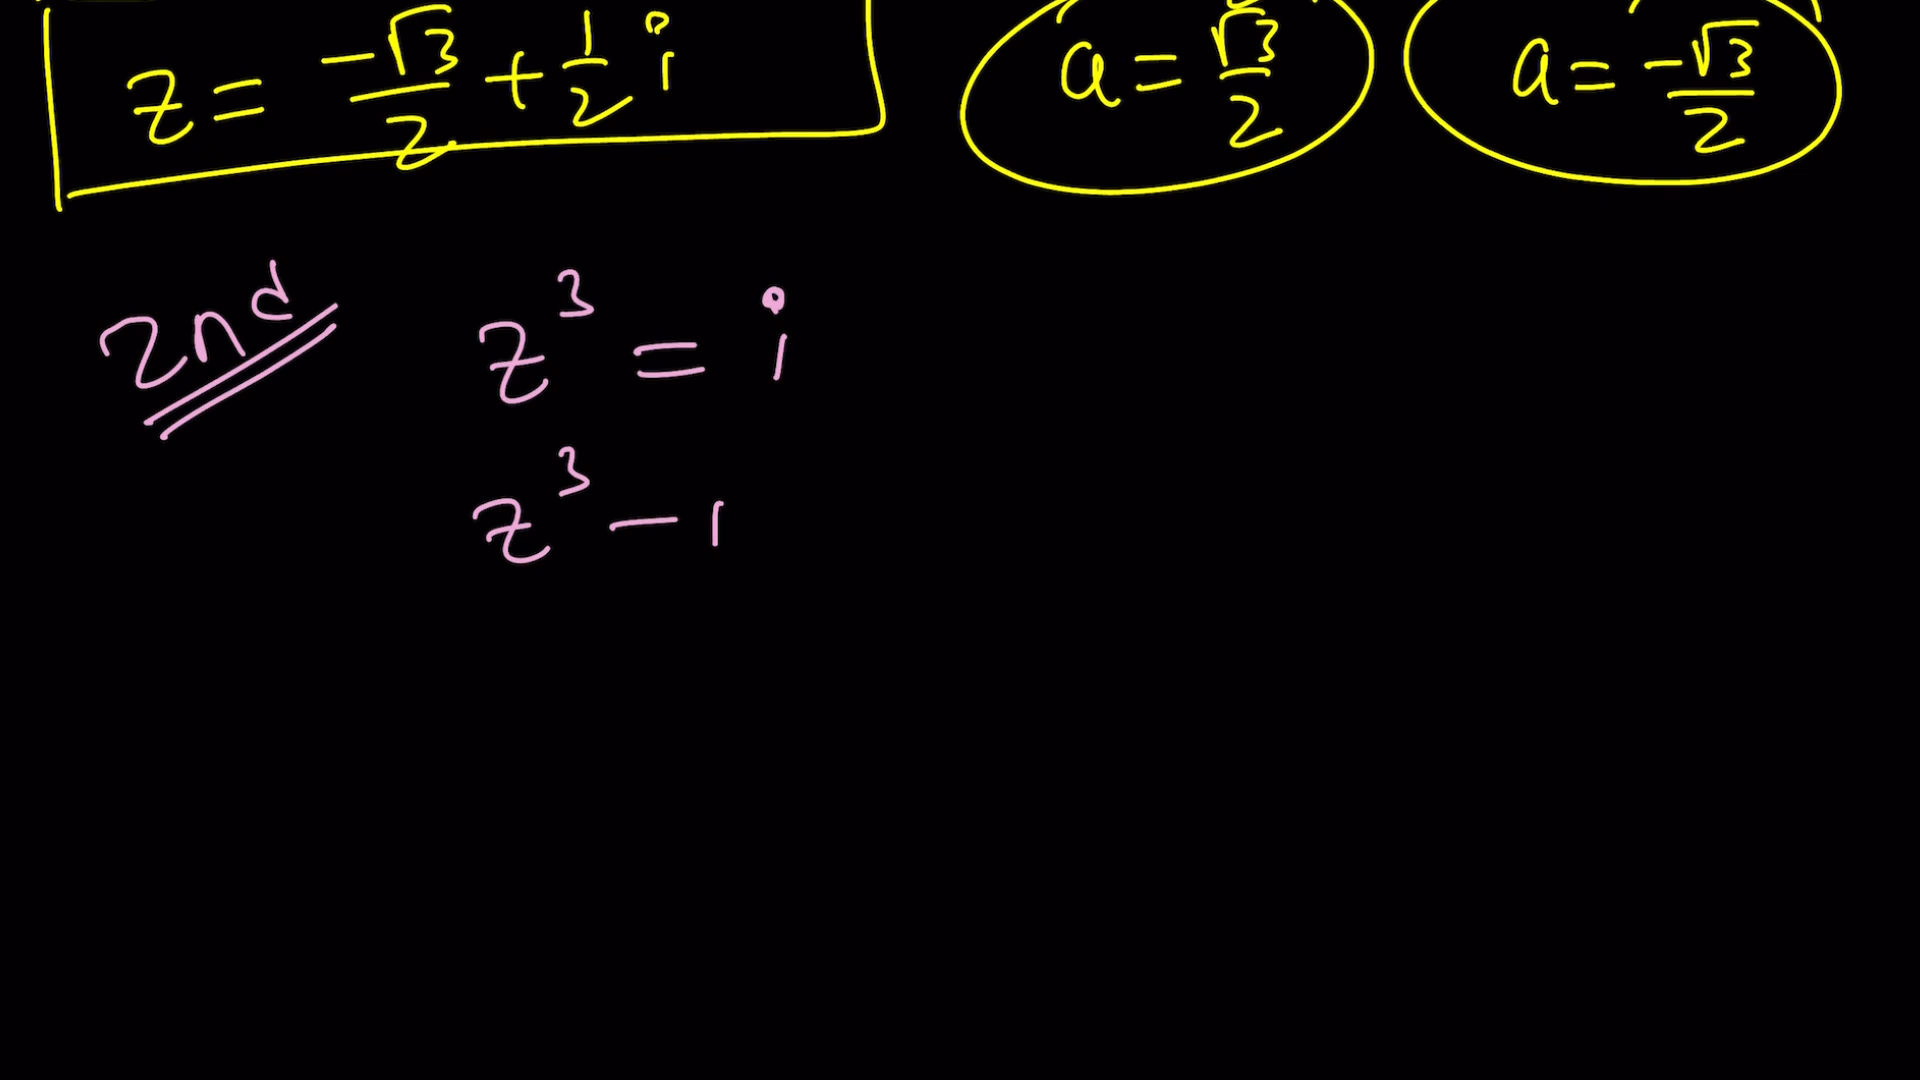 z = -√3/2 + 1/2 i
a = √3/2
a = -√3/2
2nd
z³ = i
z³ - ı